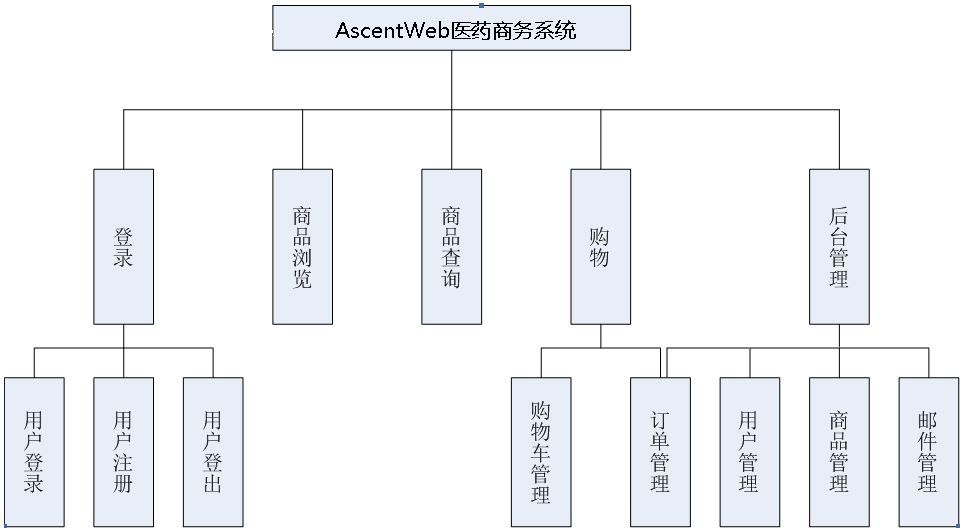 AscentWeb医药商务系统
登录
商品浏览
商品查询
购物
后台管理
用户登录
用户注册
用户登出
购物车管理
订单管理
用户管理
商品管理
邮件管理